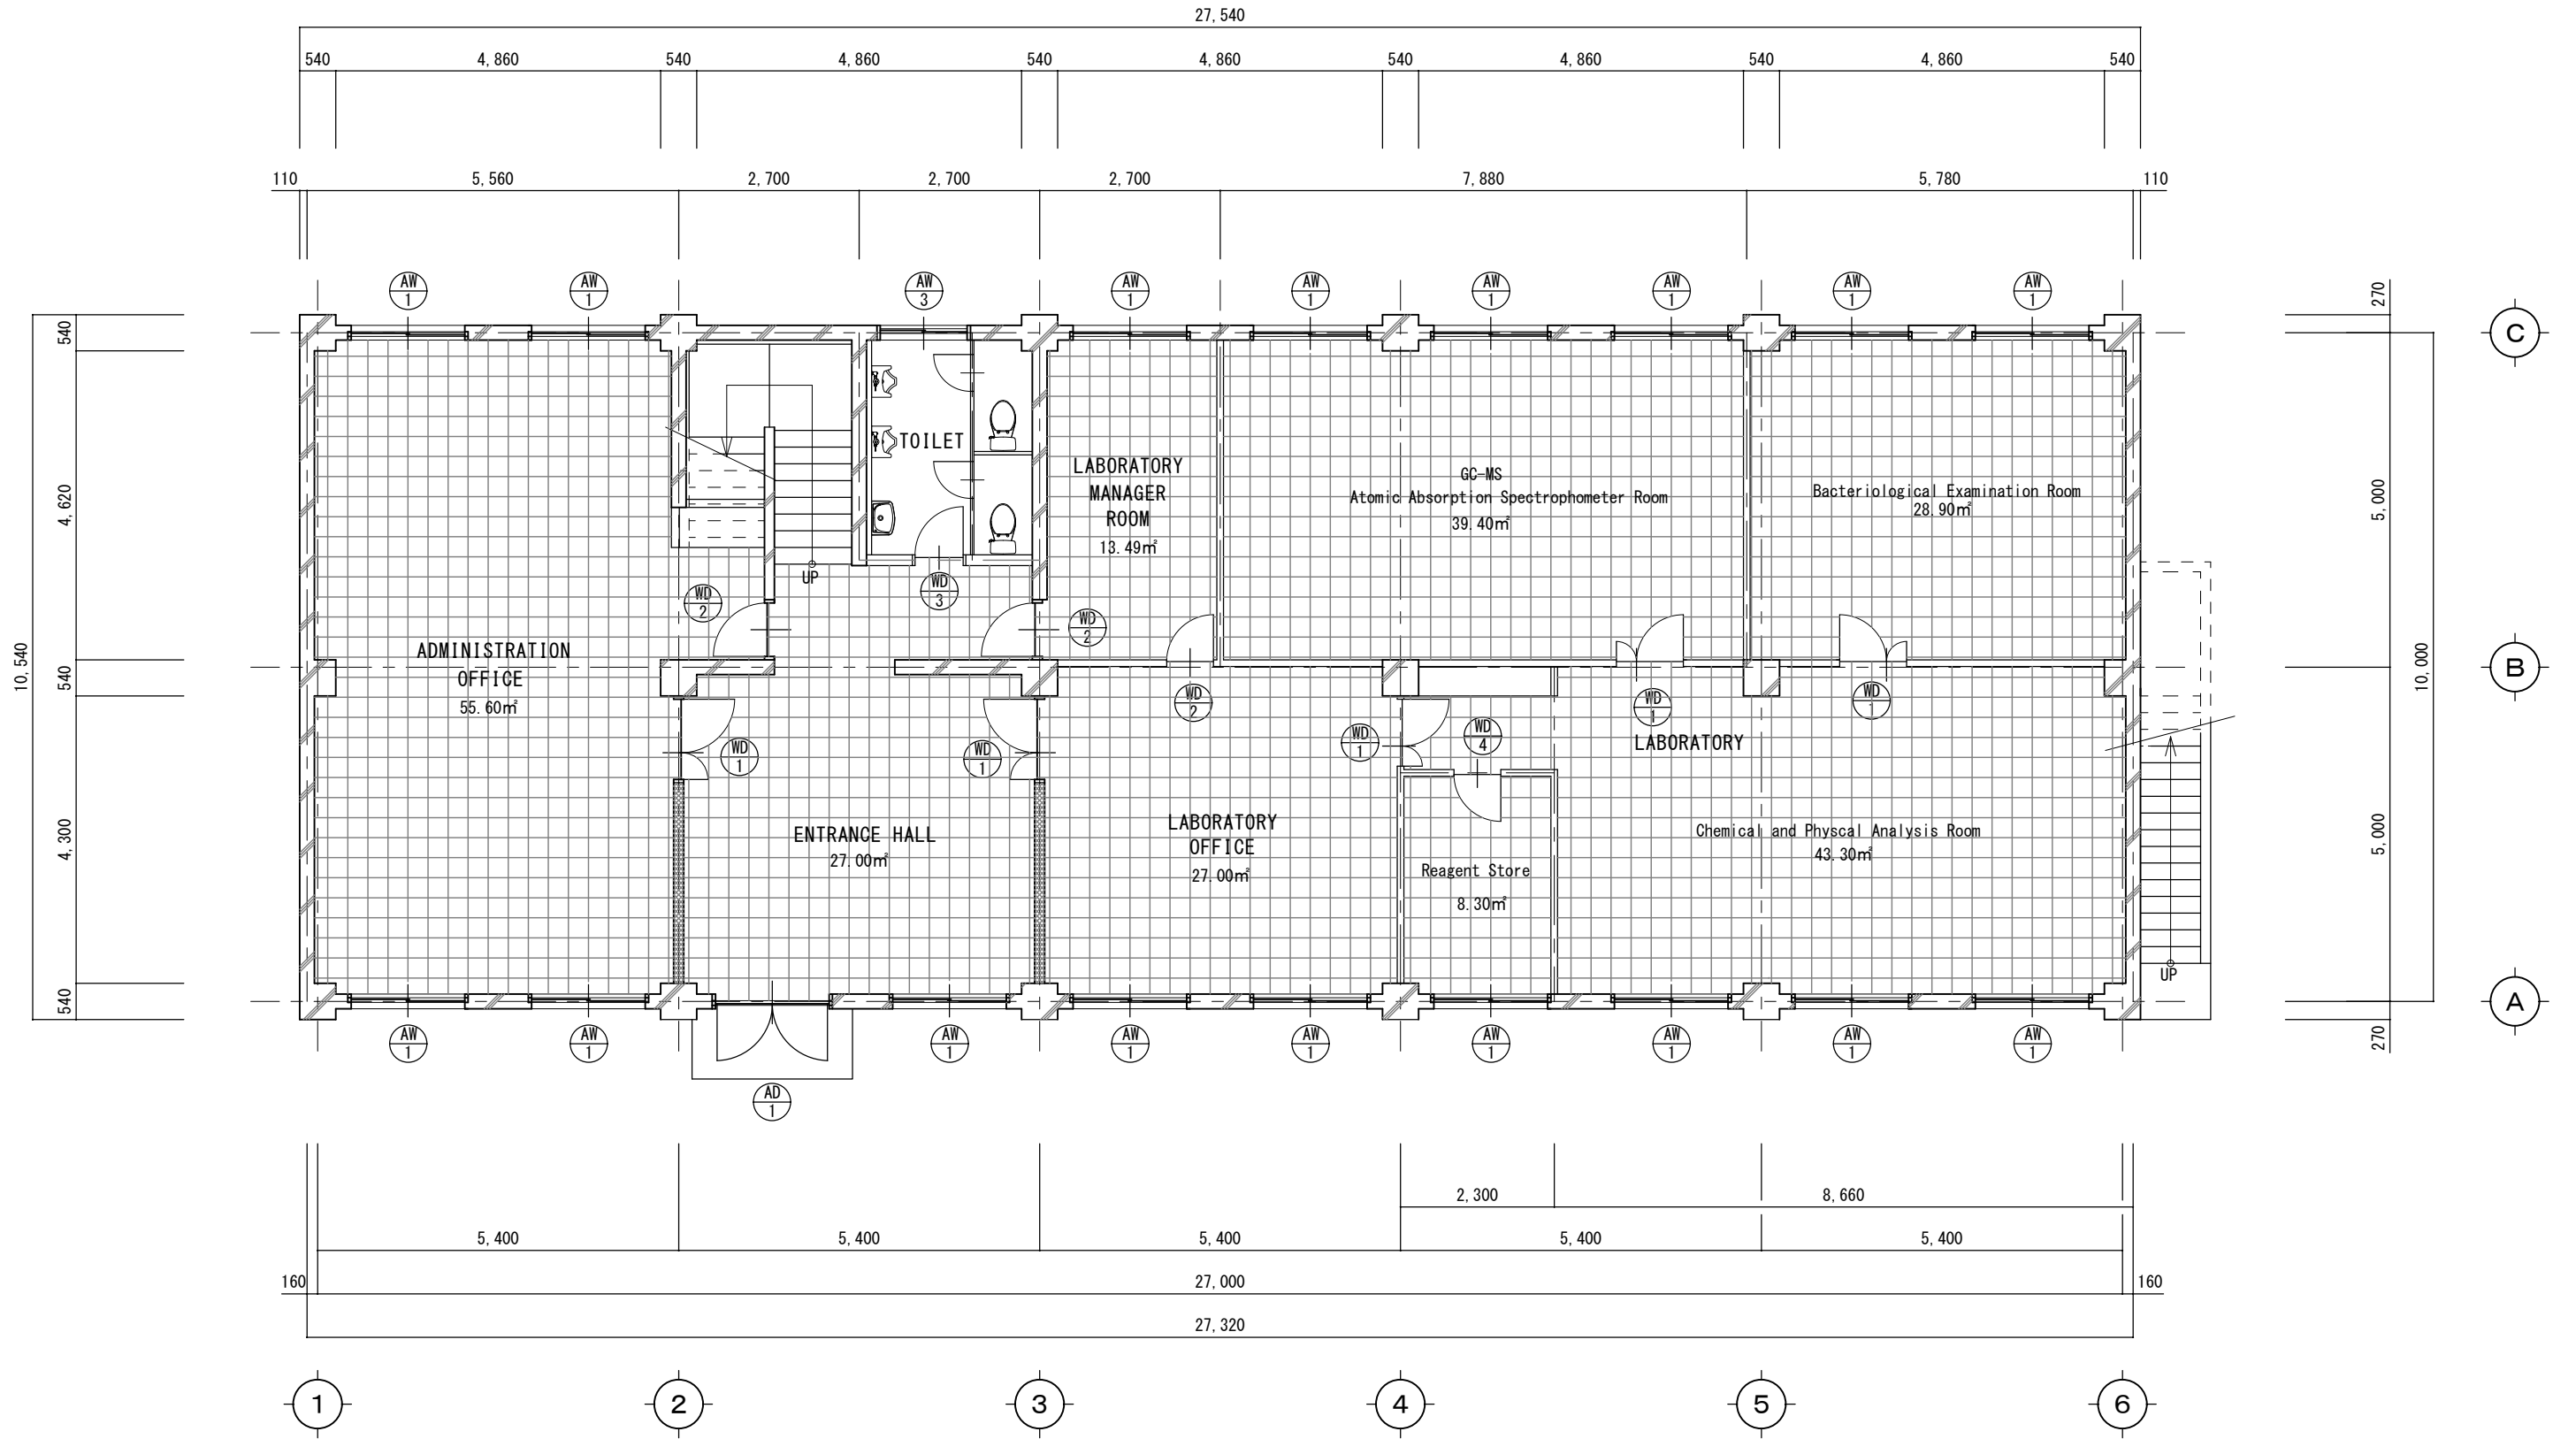 27,540
540 4,860 540 4,860 540 4,860 540 4,860 540 4,860 540
110 5,560 2,700 2,700 2,700 7,880 5,780 110
AW 1 AW 1 AW 3 AW 1 AW 1 AW 1 AW 1 AW 1 AW 1
270
C
540
4,620
540
4,300
540
10,540
5,000
10,000
5,000
270
B
A
TOILET
UP
WD 3
WD 2
WD 2
LABORATORY
MANAGER
ROOM
13.49㎡
GC-MS
Atomic Absorption Spectrophometer Room
39.40㎡
Bacteriological Examination Room
28.90㎡
ADMINISTRATION
OFFICE
55.60㎡
WD 2
WD 1
WD 1
WD 1
WD 4
WD 1
WD 1
LABORATORY
ENTRANCE HALL
27.00㎡
LABORATORY
OFFICE
27.00㎡
Reagent Store
8.30㎡
Chemical and Physcal Analysis Room
43.30㎡
UP
AW 1 AW 1 AW 1 AW 1 AW 1 AW 1 AW 1 AW 1 AW 1
AD 1
2,300 8,660
5,400 5,400 5,400 5,400 5,400
160 27,000 160
27,320
1 2 3 4 5 6